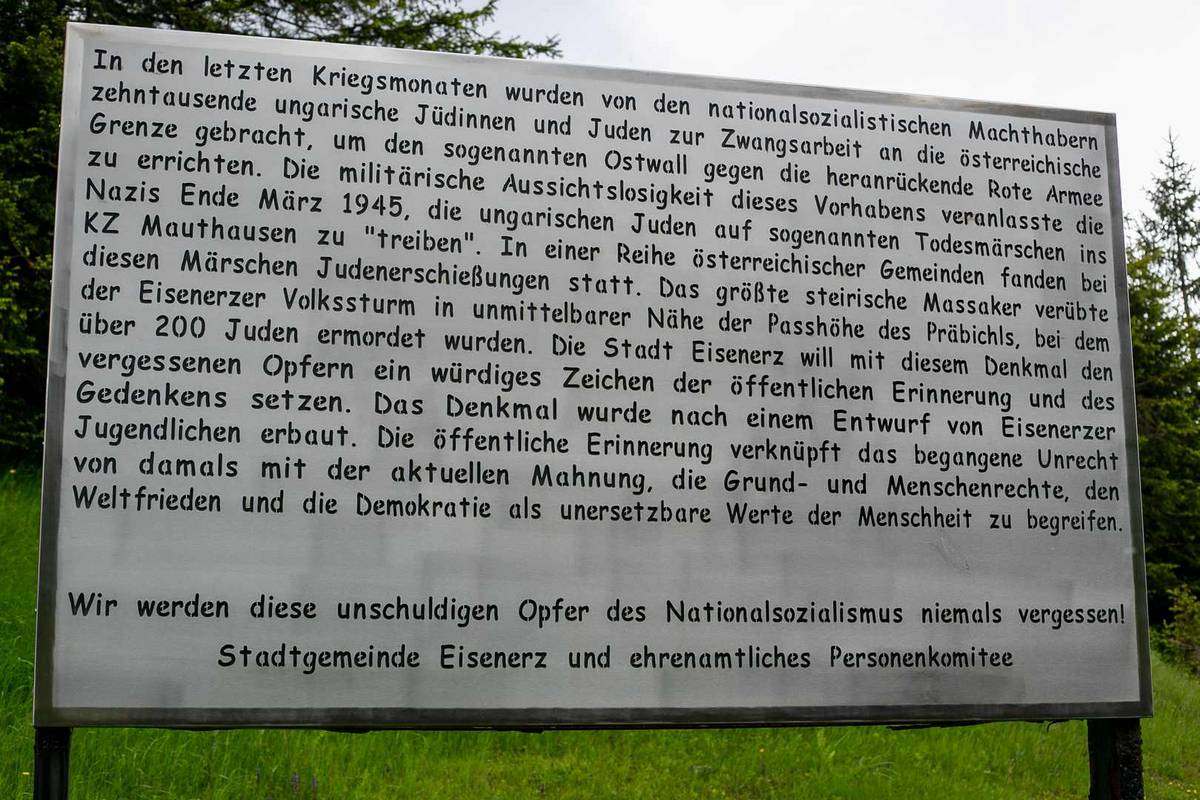 In den letzten Kriegsmonaten wurden von den nationalsozialistischen Machthabern
zehntausende ungarische Jüdinnen und Juden zur Zwangsarbeit an die österreichische
Grenze gebracht, um den sogenannten Ostwall gegen die heranrückende Rote Armee
zu errichten. Die militärische Aussichtslosigkeit dieses Vorhabens veranlasste die
Nazis Ende März 1945, die ungarischen Juden auf sogenannten Todesmärschen ins
KZ Mauthausen zu "treiben". In einer Reihe österreichischer Gemeinden fanden bei
diesen Märschen Judenerschießungen statt. Das größte steirische Massaker verübte
der Eisenerzer Volkssturm in unmittelbarer Nähe der Passhöhe des Präbichls, bei dem
über 200 Juden ermordet wurden. Die Stadt Eisenerz will mit diesem Denkmal den
vergessenen Opfern ein würdiges Zeichen der öffentlichen Erinnerung und des
Gedenkens setzen. Das Denkmal wurde nach einem Entwurf von Eisenerzer
Jugendlichen erbaut. Die öffentliche Erinnerung verknüpft das begangene Unrecht
von damals mit der aktuellen Mahnung, die Grund- und Menschenrechte, den
Weltfrieden und die Demokratie als unersetzbare Werte der Menschheit zu begreifen.
Wir werden diese unschuldigen Opfer des Nationalsozialismus niemals vergessen!
Stadtgemeinde Eisenerz und ehrenamtliches Personenkomitee